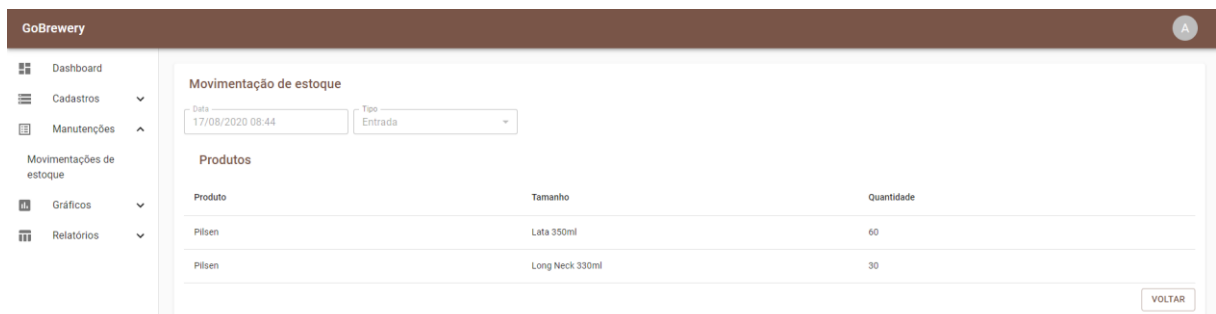 GoBrewery
A
Dashboard
Cadastros
Manutenções
Movimentações de
estoque
Gráficos
Relatórios
Movimentação de estoque
Data
17/08/2020 08:44
Tipo
Entrada
Produtos
Produto Tamanho Quantidade
Pilsen Lata 350ml 60
Pilsen Long Neck 330ml 30
VOLTAR